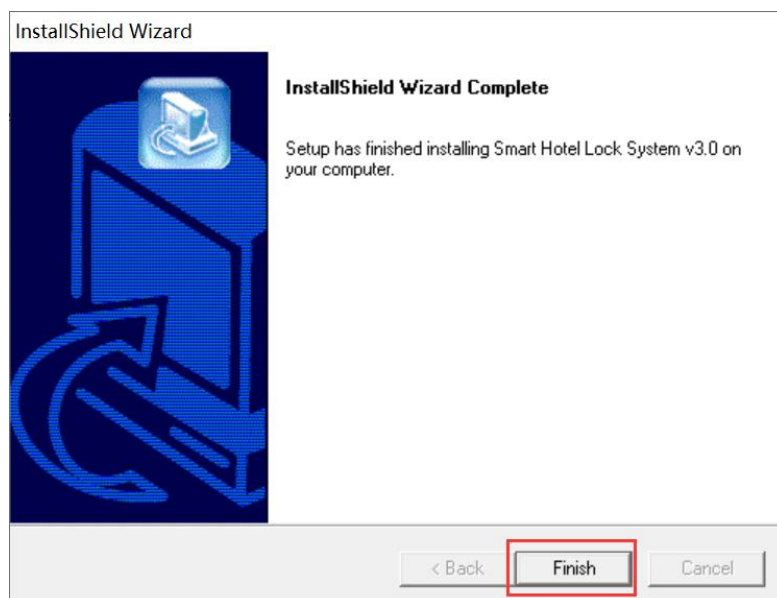 InstallShield Wizard
InstallShield Wizard Complete
Setup has finished installing Smart Hotel Lock System v3.0 on
your computer.
< Back
Finish
Cancel